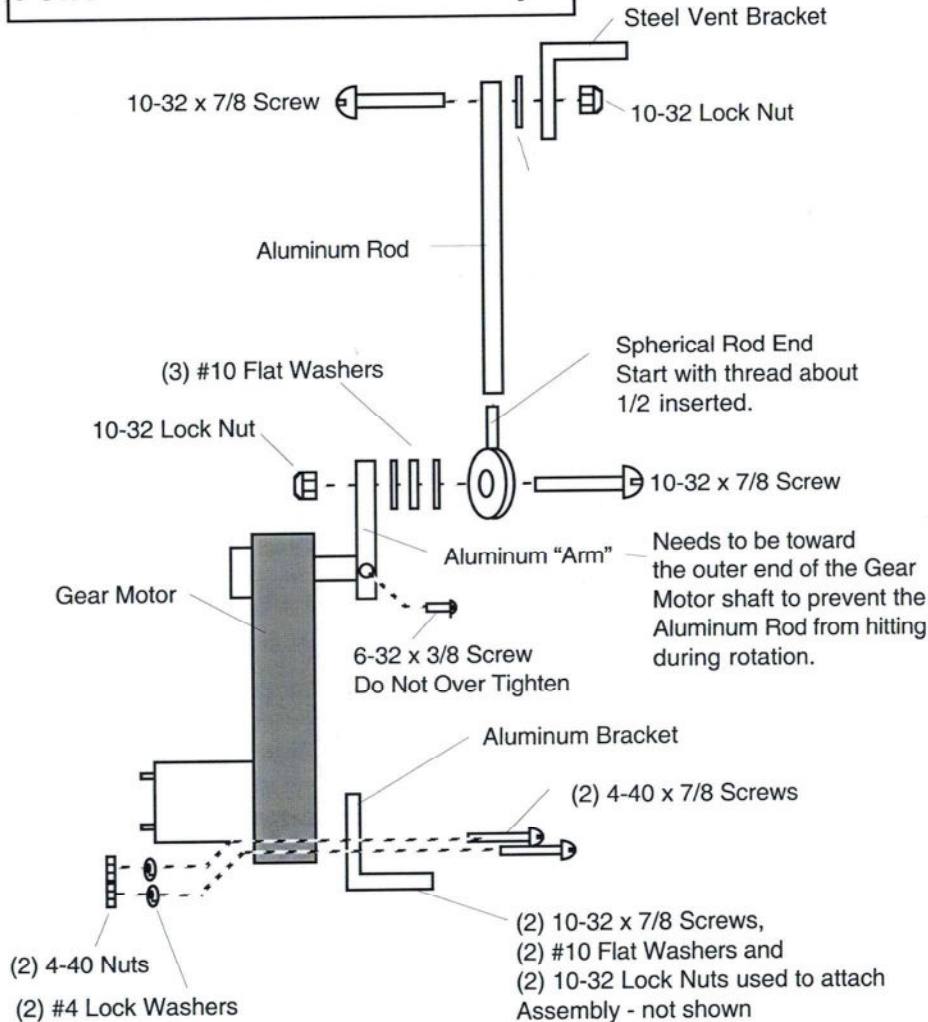 Steel Vent Bracket
10-32 x 7/8 Screw
10-32 Lock Nut
Aluminum Rod
Spherical Rod End
Start with thread about
1/2 inserted.
(3) #10 Flat Washers
10-32 Lock Nut
10-32 x 7/8 Screw
Aluminum “Arm”
Needs to be toward
the outer end of the Gear
Motor shaft to prevent the
Aluminum Rod from hitting
during rotation.
Gear Motor
6-32 x 3/8 Screw
Do Not Over Tighten
Aluminum Bracket
(2) 4-40 x 7/8 Screws
(2) 10-32 x 7/8 Screws,
(2) #10 Flat Washers and
(2) 10-32 Lock Nuts used to attach
Assembly - not shown
(2) 4-40 Nuts
(2) #4 Lock Washers